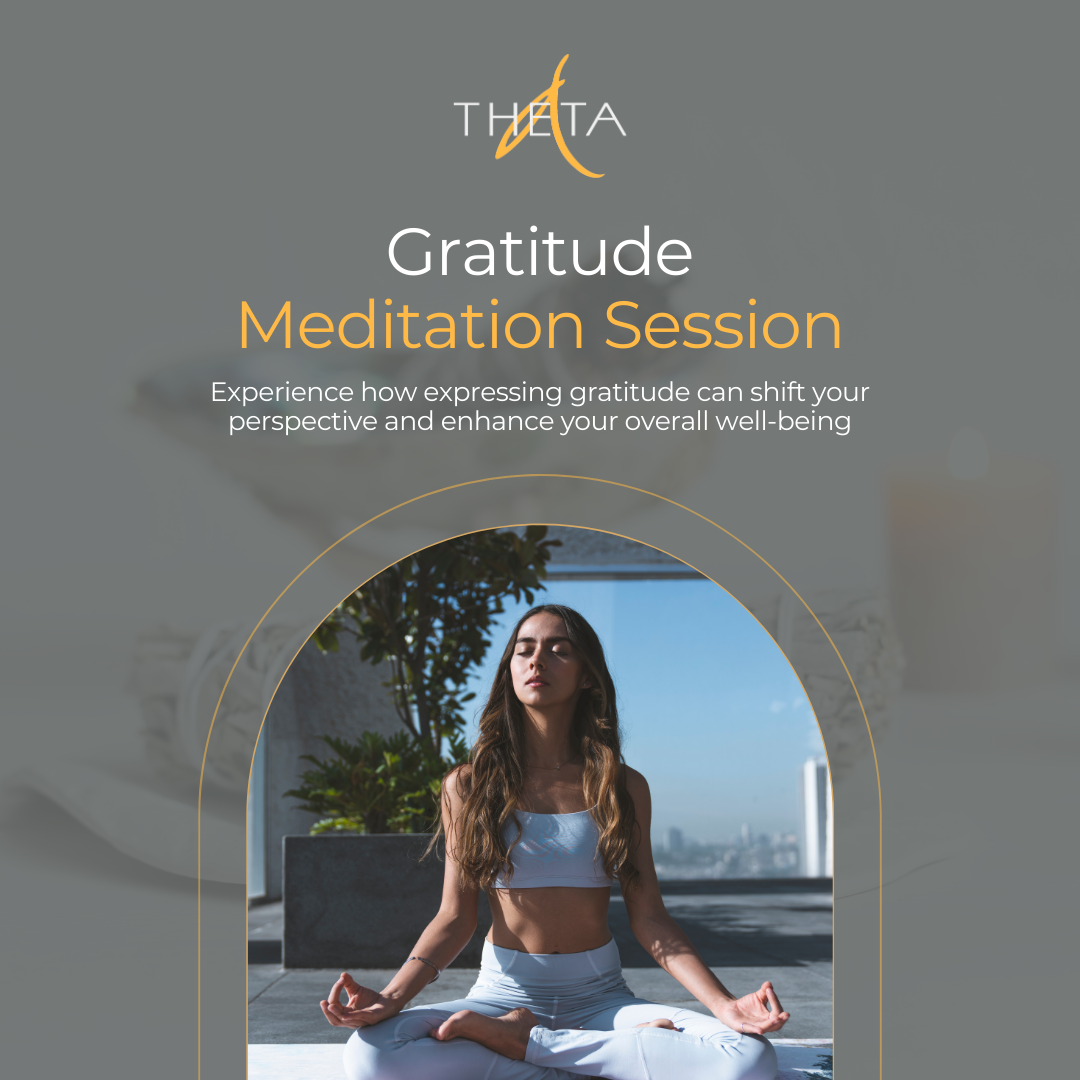 THETA
Gratitude
Meditation Session
Experience how expressing gratitude can shift your
perspective and enhance your overall well-being